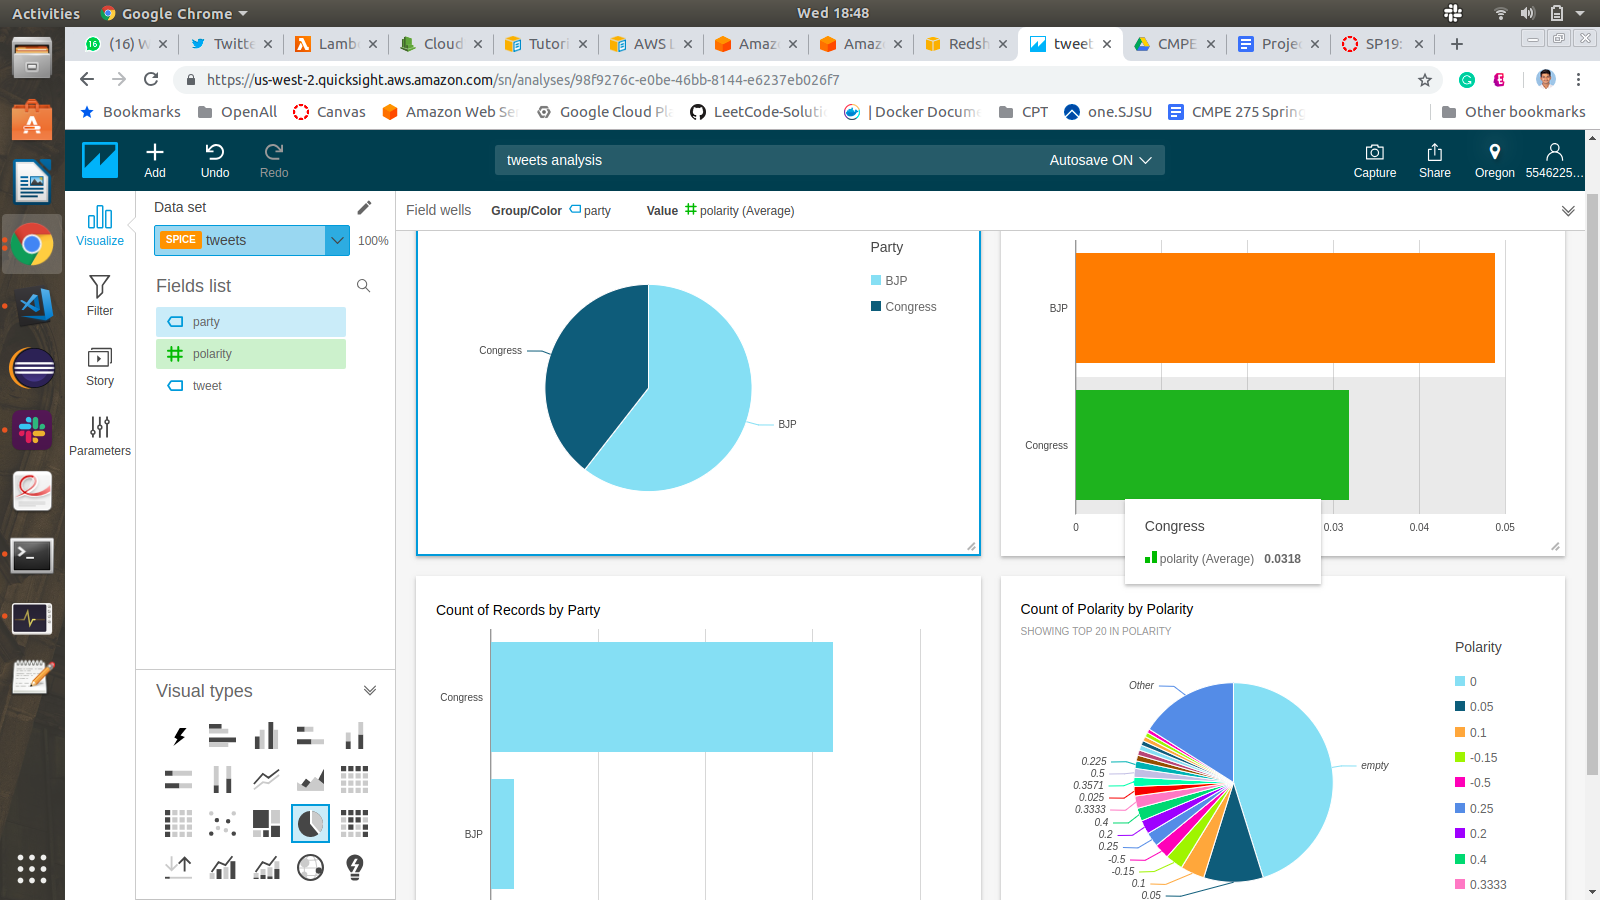 Activities
Google Chrome
Wed 18:48
(16) W
Twitte
Lamb
Cloud
Tutori
AWS L
Amaz
Amaz
Redsh
tweet
CMPE
Proje
SP19:
https://us-west-2.quicksight.aws.amazon.com/sn/analyses/98f9276c-e0be-46bb-8144-e6237eb026f7
Bookmarks
OpenAll
Canvas
Amazon Web Se
Google Cloud Pl
LeetCode-Soluti
| Docker Docume
CPT
one.SJSU
CMPE 275 Spring
Other bookmarks
Add
Undo
Redo
tweets analysis
Autosave ON
Capture
Share
Oregon
5546225...
Visualize
Filter
Story
Parameters
Data set
SPICE tweets
100%
Fields list
party
polarity
tweet
Visual types
Field wells
Group/Color party
Value polarity (Average)
Party
BJP
Congress
Congress
BJP
BJP
Congress
0
0.03
0.04
0.05
Congress
polarity (Average) 0.0318
Count of Records by Party
Congress
BJP
Count of Polarity by Polarity
SHOWING TOP 20 IN POLARITY
Other
empty
0.225
0.5
0.3571
0.025
0.3333
0.4
0.2
0.25
-0.5
-0.15
0.1
0.05
Polarity
0
0.05
0.1
-0.15
-0.5
0.25
0.2
0.4
0.3333